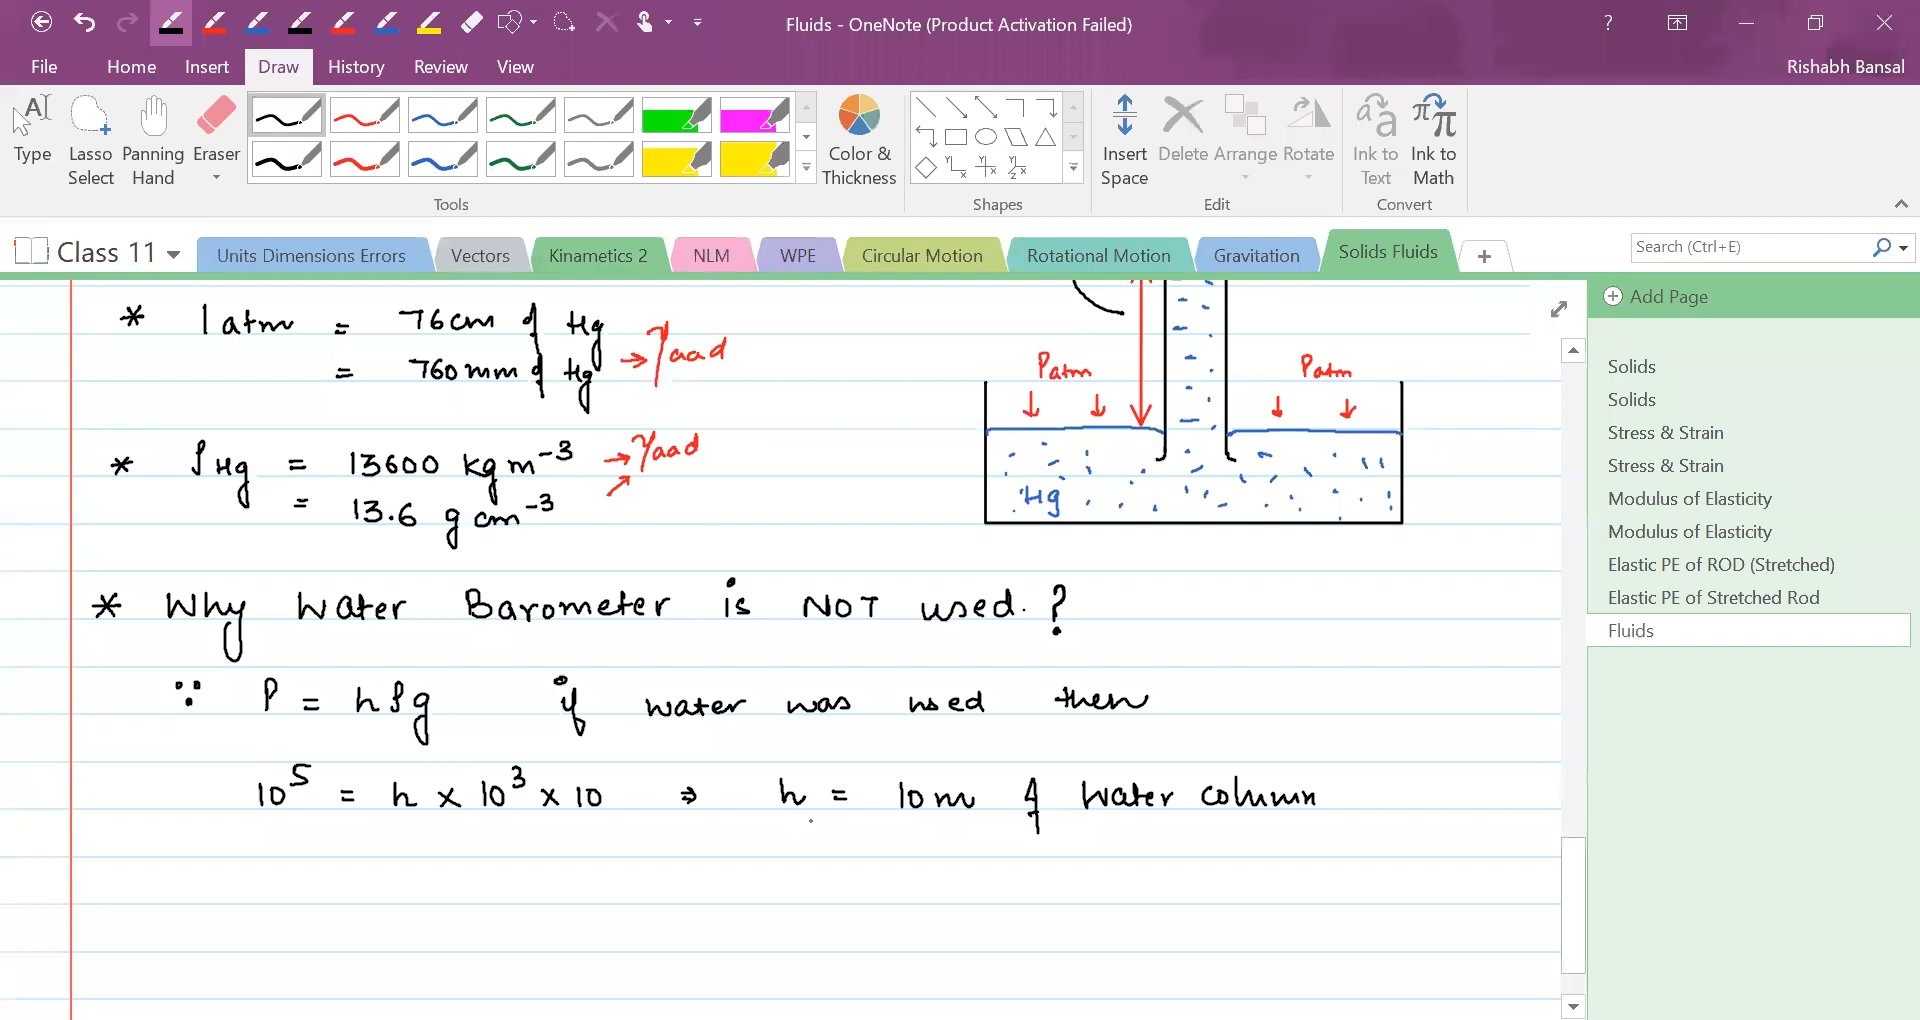 Fluids - OneNote (Product Activation Failed)
?
File Home Insert Draw History Review View
Rishabh Bansal
Type
Lasso Select
Panning Hand
Eraser
Color & Thickness
Insert Space
Delete
Arrange
Rotate
Ink to Text
Ink to Math
Tools
Shapes
Edit
Convert
Class 11
Units Dimensions Errors
Vectors
Kinametics 2
NLM
WPE
Circular Motion
Rotational Motion
Gravitation
Solids Fluids
+
Search (Ctrl+E)
* 1 atm = 76 cm of Hg
= 760 mm of Hg → Yaad
* ρHg = 13600 kg m⁻³ → Yaad
= 13.6 g cm⁻³
Patm
Patm
Hg
* Why Water Barometer is NOT used. ?
∵ P = hρg if water was used then
10⁵ = h × 10³ × 10 ⇒ h = 10 m of water column
Add Page
Solids
Solids
Stress & Strain
Stress & Strain
Modulus of Elasticity
Modulus of Elasticity
Elastic PE of ROD (Stretched)
Elastic PE of Stretched Rod
Fluids